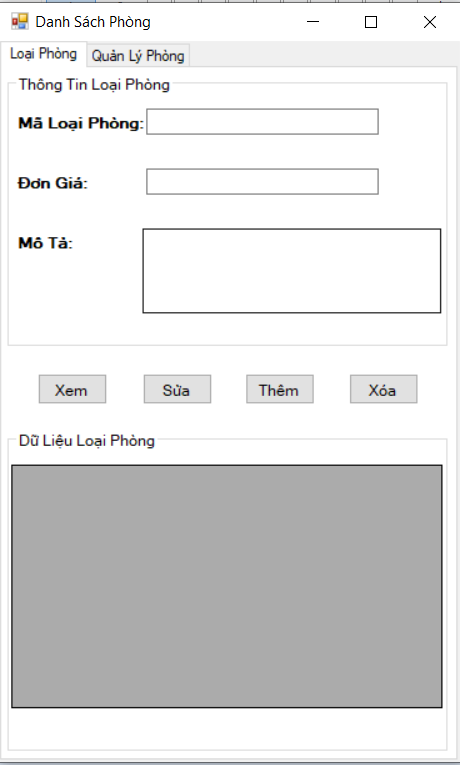 Danh Sách Phòng
Loại Phòng Quản Lý Phòng
Thông Tin Loại Phòng
Mã Loại Phòng:
Đơn Giá:
Mô Tả:
Xem Sửa Thêm Xóa
Dữ Liệu Loại Phòng